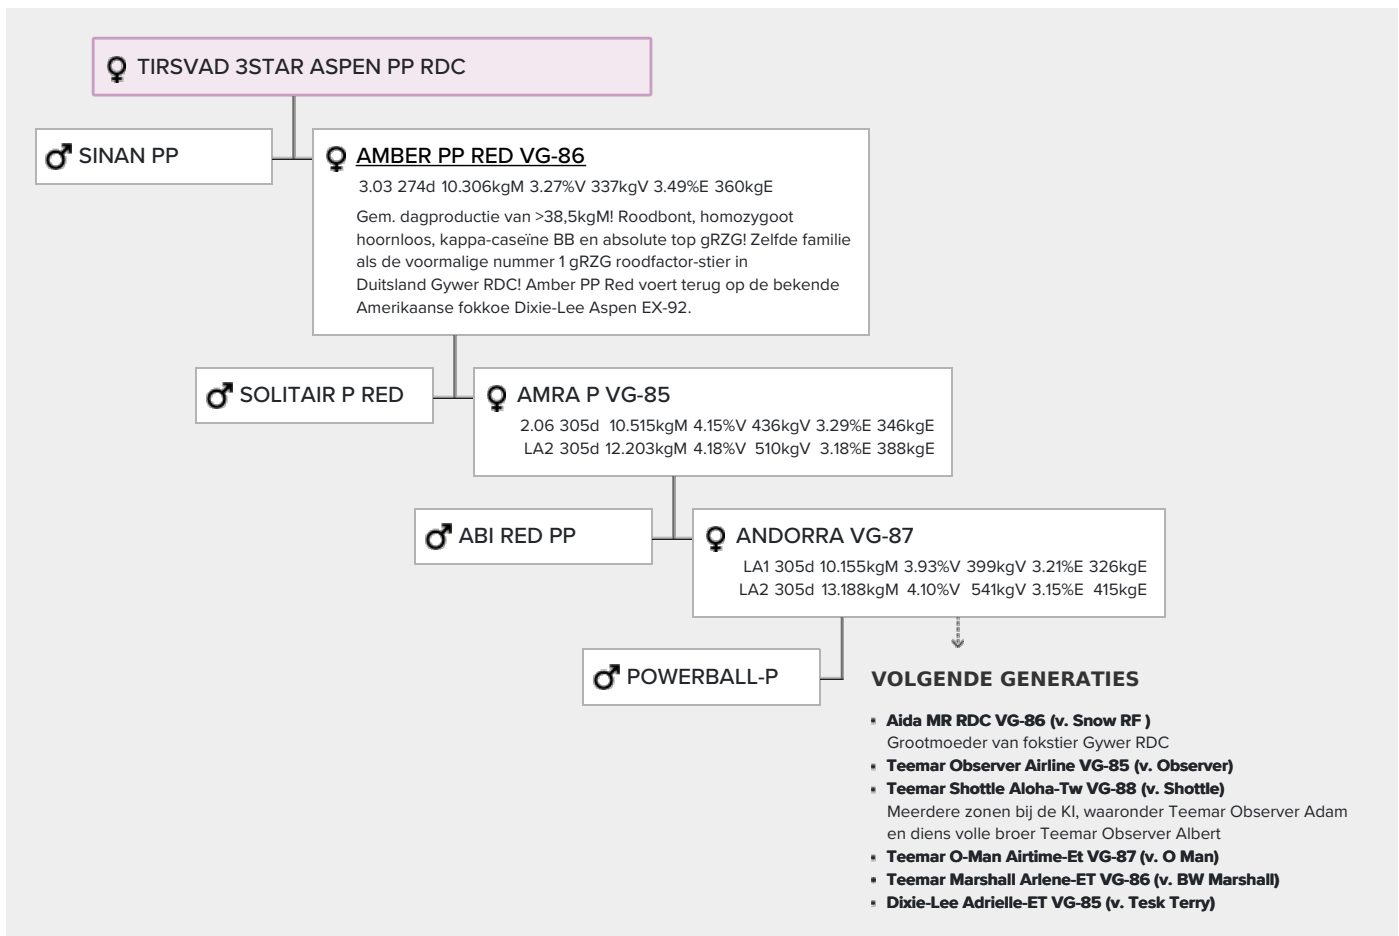 TIRSVAD 3STAR ASPEN PP RDC
SINAN PP
AMBER PP RED VG-86
3.03 274d 10.306kgM 3.27%V 337kgV 3.49%E 360kgE
Gem. dagproductie van >38,5kgM! Roodbont, homozygoot
hoornloos, kappa-caseïne BB en absolute top gRZG! Zelfde familie
als de voormalige nummer 1 gRZG roodfactor-stier in
Duitsland Gywer RDC! Amber PP Red voert terug op de bekende
Amerikaanse fokkoe Dixie-Lee Aspen EX-92.
SOLITAIR P RED
AMRA P VG-85
2.06 305d 10.515kgM 4.15%V 436kgV 3.29%E 346kgE
LA2 305d 12.203kgM 4.18%V 510kgV 3.18%E 388kgE
ABI RED PP
ANDORRA VG-87
LA1 305d 10.155kgM 3.93%V 399kgV 3.21%E 326kgE
LA2 305d 13.188kgM 4.10%V 541kgV 3.15%E 415kgE
POWERBALL-P
VOLGENDE GENERATIES
Aida MR RDC VG-86 (v. Snow RF )
Grootmoeder van fokstier Gywer RDC
Teemar Observer Airline VG-85 (v. Observer)
Teemar Shottle Aloha-Tw VG-88 (v. Shottle)
Meerdere zonen bij de KI, waaronder Teemar Observer Adam
en diens volle broer Teemar Observer Albert
Teemar O-Man Airtime-Et VG-87 (v. O Man)
Teemar Marshall Arlene-ET VG-86 (v. BW Marshall)
Dixie-Lee Adrielle-ET VG-85 (v. Tesk Terry)